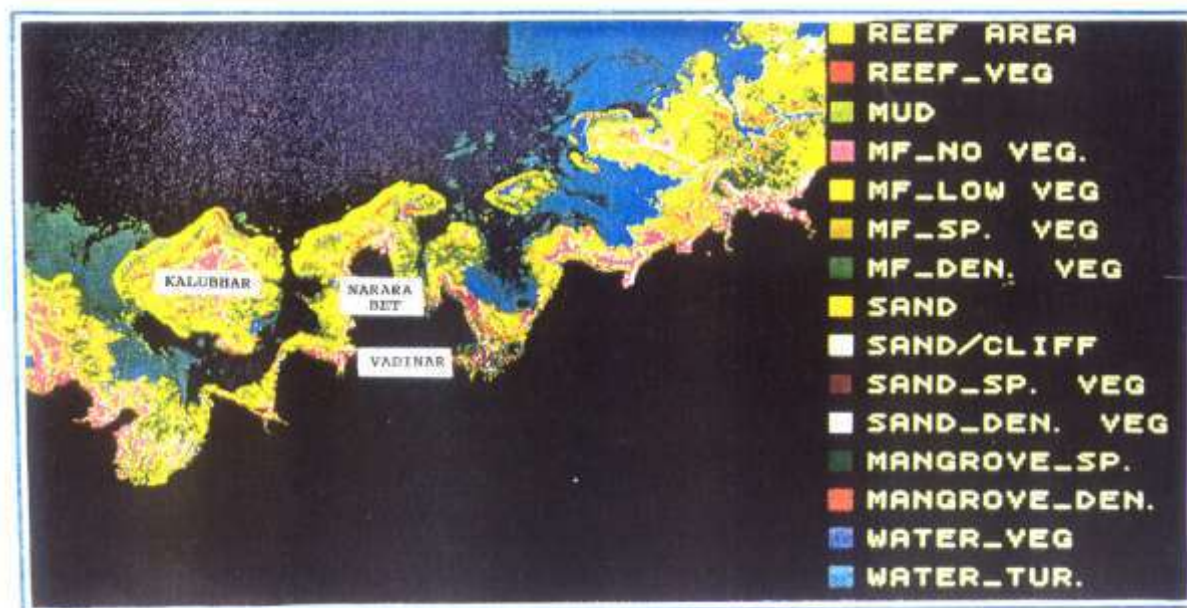 REEF AREA
REEF_VEG
MUD
MF_NO VEG.
MF_LOW VEG
MF_SP. VEG
MF_DEN. VEG
SAND
SAND/CLIFF
SAND_SP. VEG
SAND_DEN. VEG
MANGROVE_SP.
MANGROVE_DEN.
WATER_VEG
WATER_TUR.
KALUBHAR
NARARA
BET
VADINAR